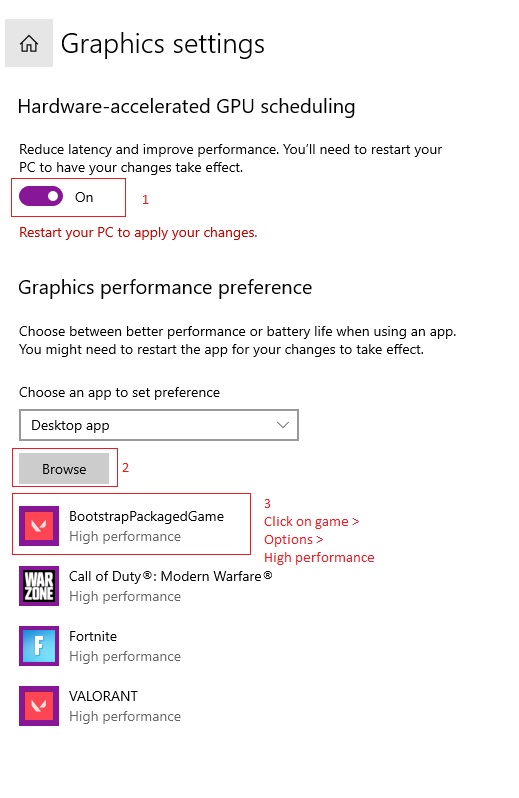 Graphics settings
Hardware-accelerated GPU scheduling
Reduce latency and improve performance. You'll need to restart your
PC to have your changes take effect.
On
1
Restart your PC to apply your changes.
Graphics performance preference
Choose between better performance or battery life when using an app.
You might need to restart the app for your changes to take effect.
Choose an app to set preference
Desktop app
Browse
2
BootstrapPackagedGame
High performance
3
Click on game >
Options >
High performance
WAR
ZONE
Call of Duty®: Modern Warfare®
High performance
F
Fortnite
High performance
VALORANT
High performance